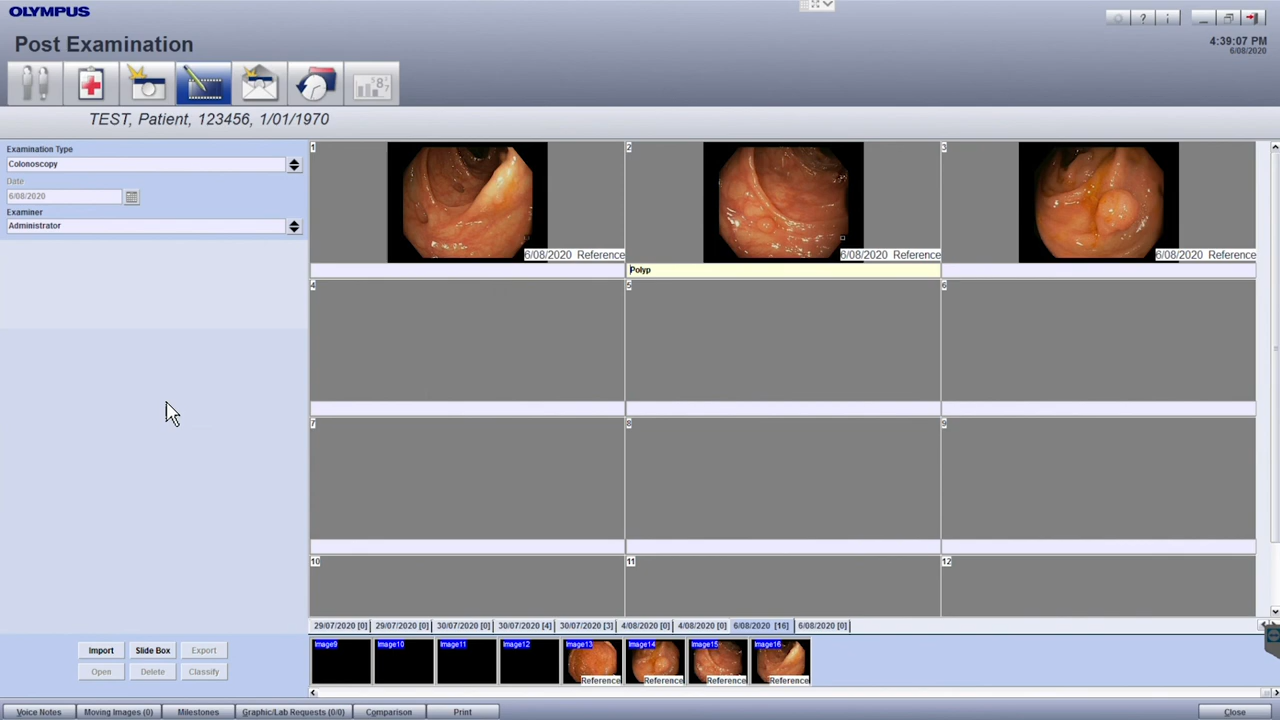 OLYMPUS
Post Examination
4:39:07 PM
6/08/2020
TEST, Patient, 123456, 1/01/1970
Examination Type
Colonoscopy
Date
6/08/2020
Examiner
Administrator
1
2
3
6/08/2020 Reference
6/08/2020 Reference
6/08/2020 Reference
Polyp
4
5
6
7
8
9
10
11
12
29/07/2020 [0]
29/07/2020 [0]
30/07/2020 [0]
30/07/2020 [4]
30/07/2020 [3]
4/08/2020 [0]
4/08/2020 [0]
6/08/2020 [16]
6/08/2020 [0]
Image9
Image10
Image11
Image12
Image13
Image14
Image15
Image16
Reference
Reference
Reference
Reference
Import
Slide Box
Export
Open
Delete
Classify
Voice Notes
Moving Images (0)
Milestones
Graphic/Lab Requests (0/0)
Comparison
Print
Close